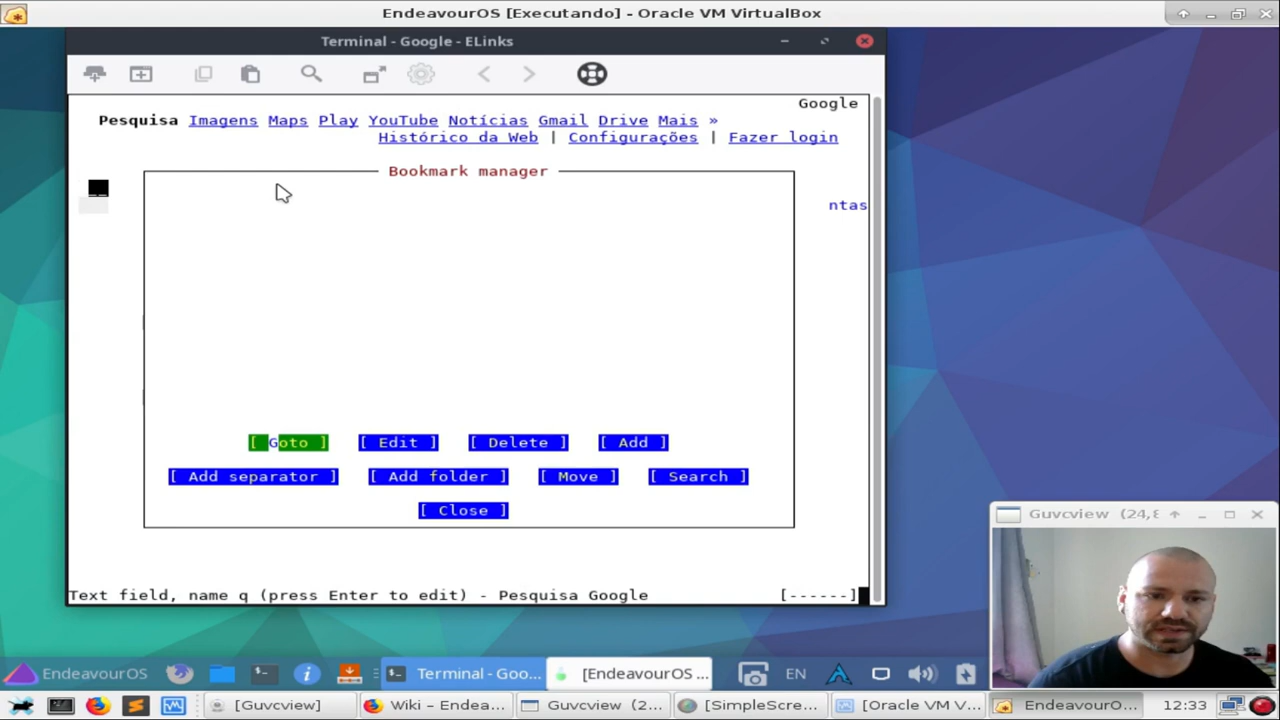 EndeavourOS [Executando] - Oracle VM VirtualBox
Terminal - Google - ELinks
Google
Pesquisa Imagens Maps Play YouTube Notícias Gmail Drive Mais »
Histórico da Web | Configurações | Fazer login
Bookmark manager
ntas
[ Goto ] [ Edit ] [ Delete ] [ Add ]
[ Add separator ] [ Add folder ] [ Move ] [ Search ]
[ Close ]
Guvcview (24,8
Text field, name q (press Enter to edit) - Pesquisa Google [------]
EndeavourOS Terminal - Goo... [EndeavourOS ... EN
[Guvcview] Wiki – Endea... Guvcview (2... [SimpleScre... [Oracle VM V... EndeavourO... 12:33